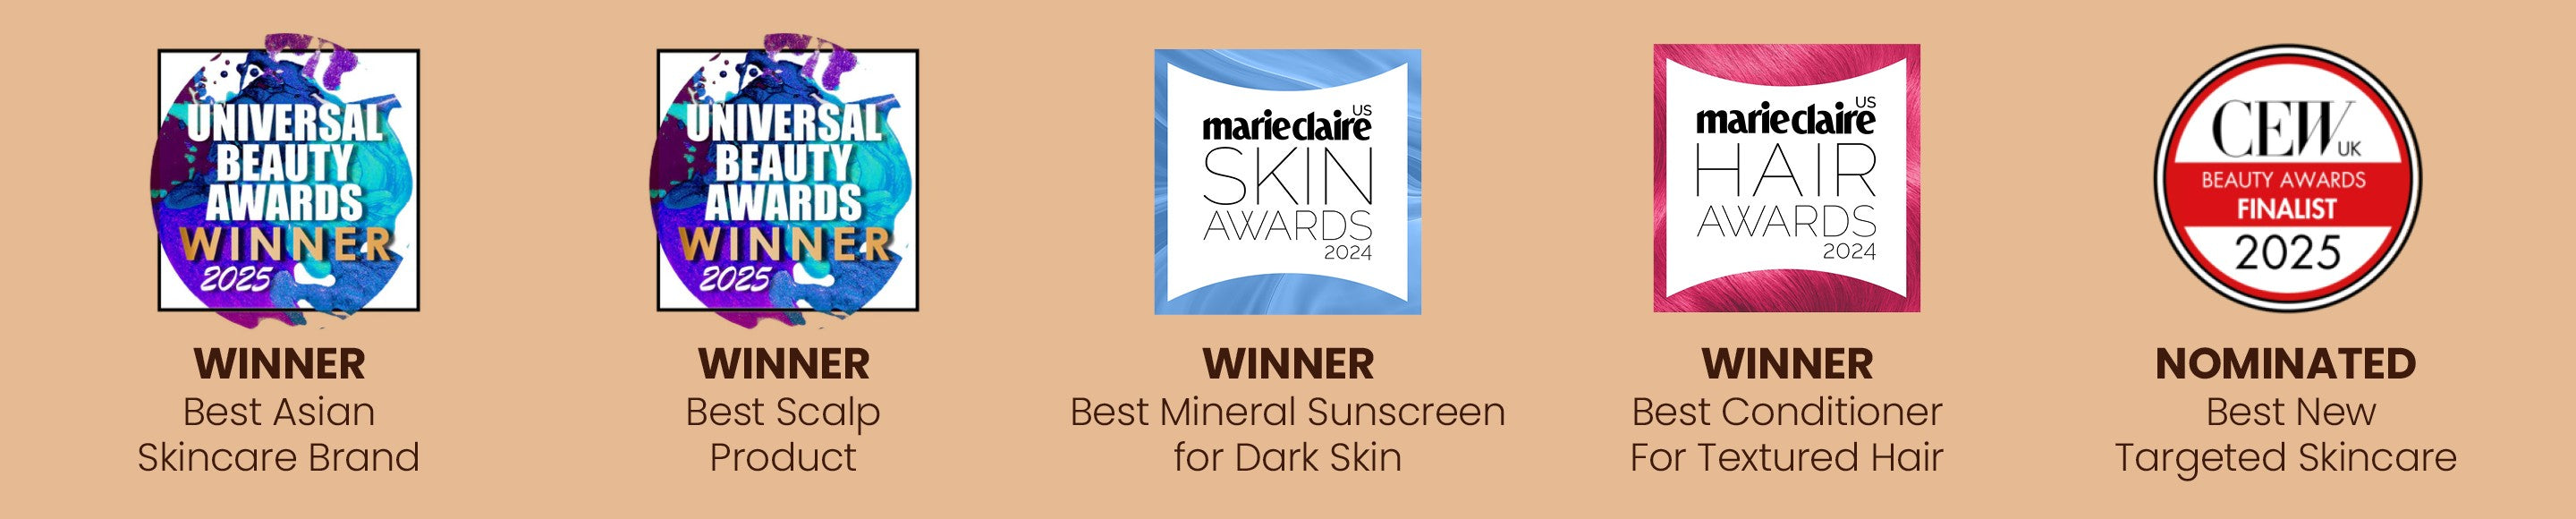 UNIVERSAL
BEAUTY
AWARDS
WINNER
2025
WINNER
Best Asian
Skincare Brand
UNIVERSAL
BEAUTY
AWARDS
WINNER
2025
WINNER
Best Scalp
Product
marie claire US
SKIN
AWARDS
2024
WINNER
Best Mineral Sunscreen
for Dark Skin
marie claire US
HAIR
AWARDS
2024
WINNER
Best Conditioner
For Textured Hair
CEW UK
BEAUTY AWARDS
FINALIST
2025
NOMINATED
Best New
Targeted Skincare